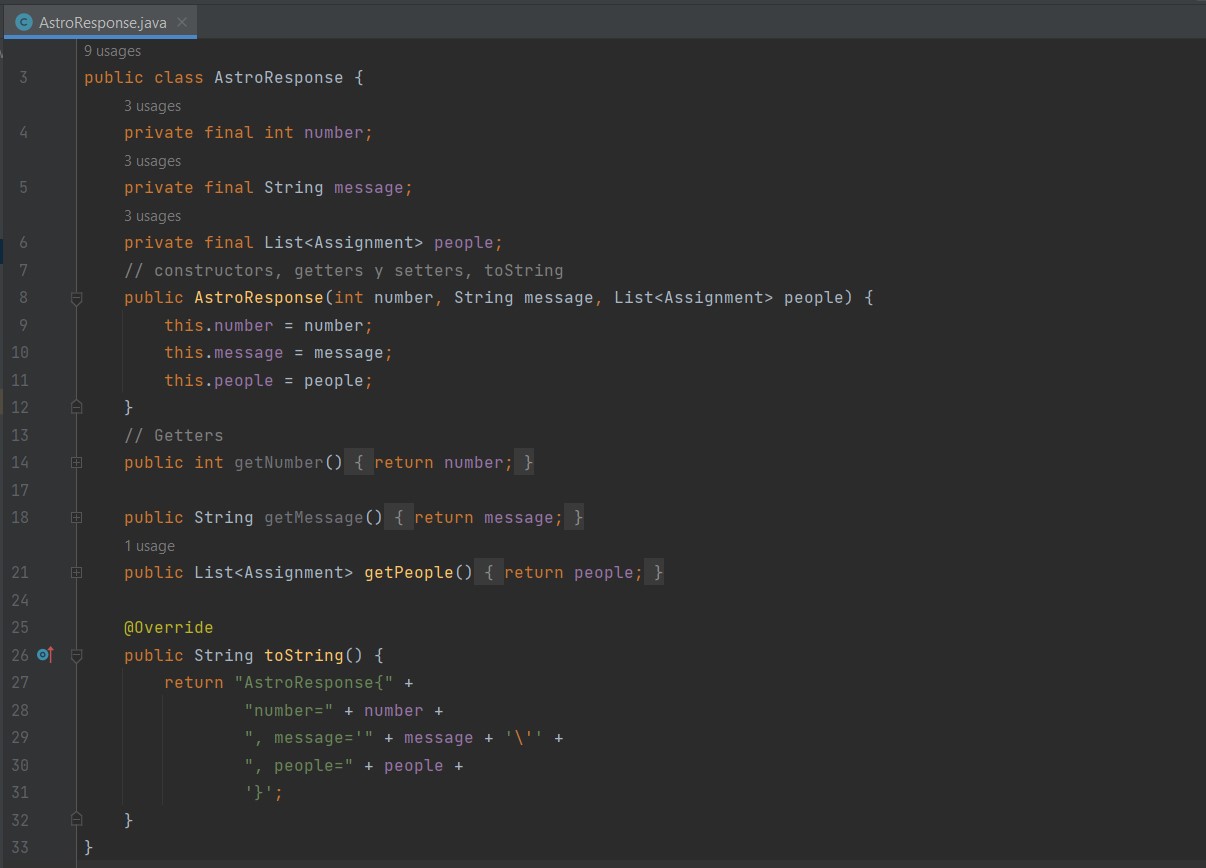 AstroResponse.java
9 usages
3 public class AstroResponse {
3 usages
4 private final int number;
3 usages
5 private final String message;
3 usages
6 private final List<Assignment> people;
7 // constructors, getters y setters, toString
8 public AstroResponse(int number, String message, List<Assignment> people) {
9 this.number = number;
10 this.message = message;
11 this.people = people;
12 }
13 // Getters
14 public int getNumber() { return number; }
17
18 public String getMessage() { return message; }
1 usage
21 public List<Assignment> getPeople() { return people; }
24
25 @Override
26 public String toString() {
27 return "AstroResponse{" +
28 "number=" + number +
29 ", message='" + message + '\'' +
30 ", people=" + people +
31 '}';
32 }
33 }